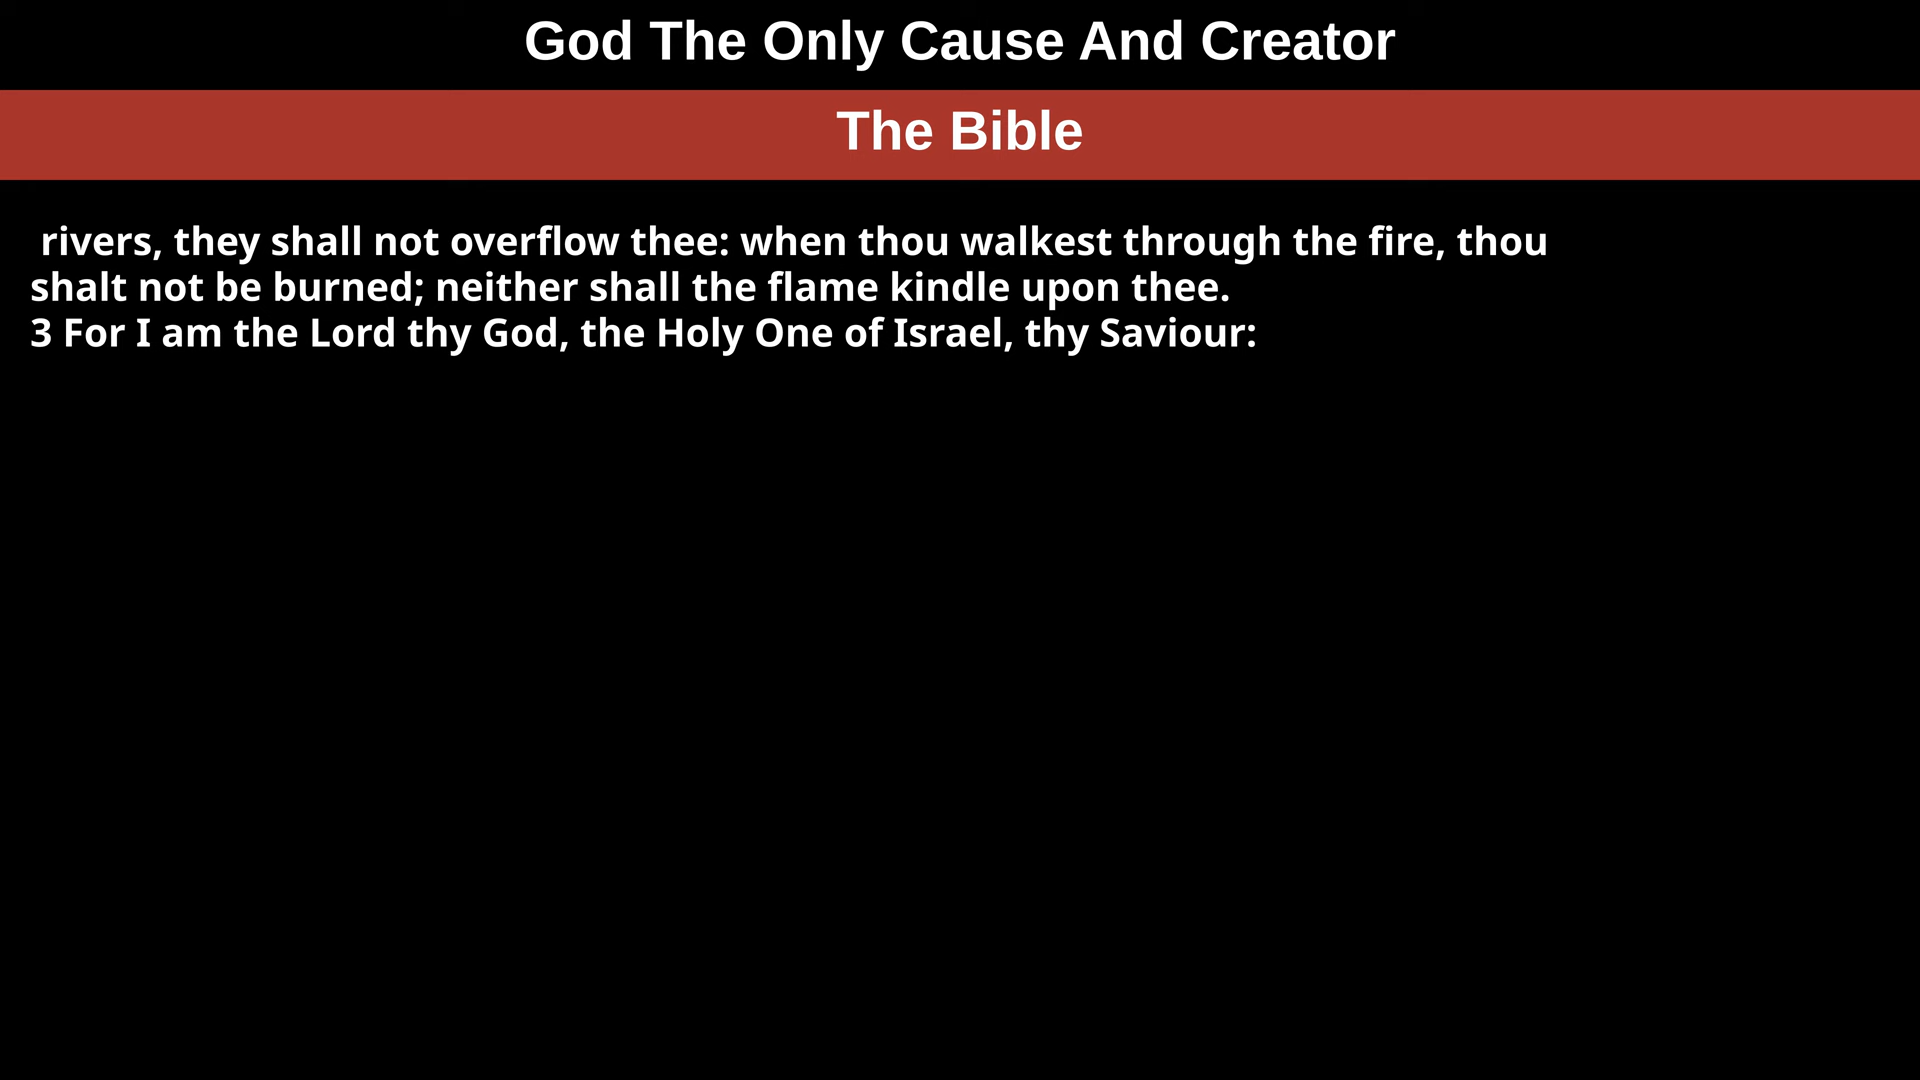 God The Only Cause And Creator
The Bible
rivers, they shall not overflow thee: when thou walkest through the fire, thou
shalt not be burned; neither shall the flame kindle upon thee.
3 For I am the Lord thy God, the Holy One of Israel, thy Saviour: